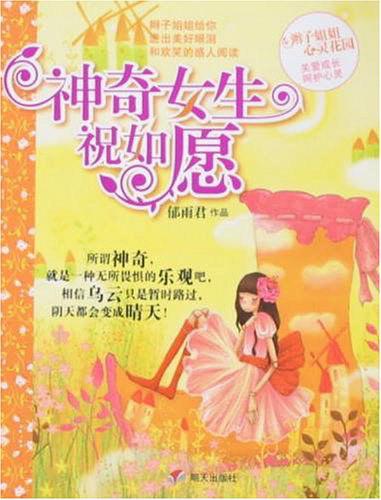 辫子姐姐给你
透出美好眼泪
和欢笑的感人阅读
辫子姐姐
心灵花园
关爱成长
呵护心灵
神奇女生
祝如愿
郁雨君 作品
所谓神奇，
就是一种无所畏惧的乐观吧，
相信乌云只是暂时路过，
阴天都会变成晴天！
明天出版社